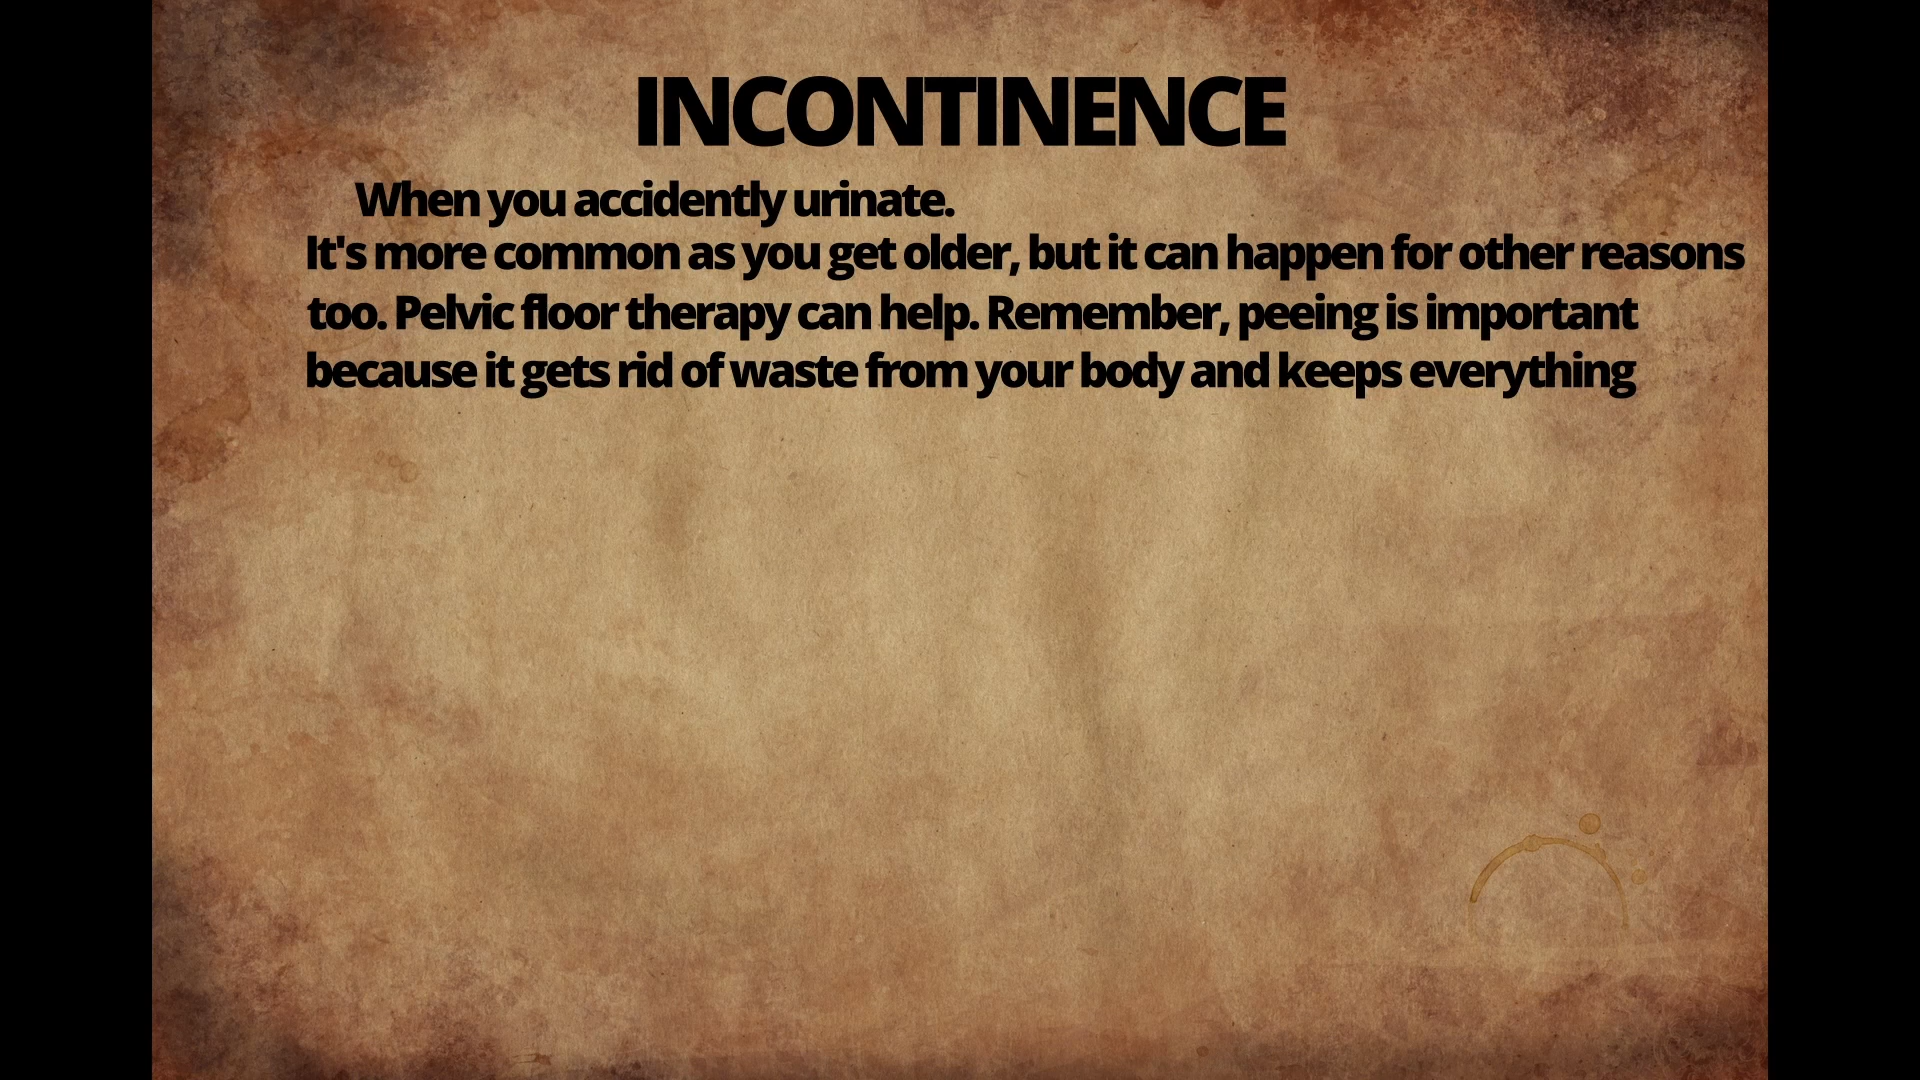 INCONTINENCE
When you accidently urinate.
It's more common as you get older, but it can happen for other reasons
too. Pelvic floor therapy can help. Remember, peeing is important
because it gets rid of waste from your body and keeps everything